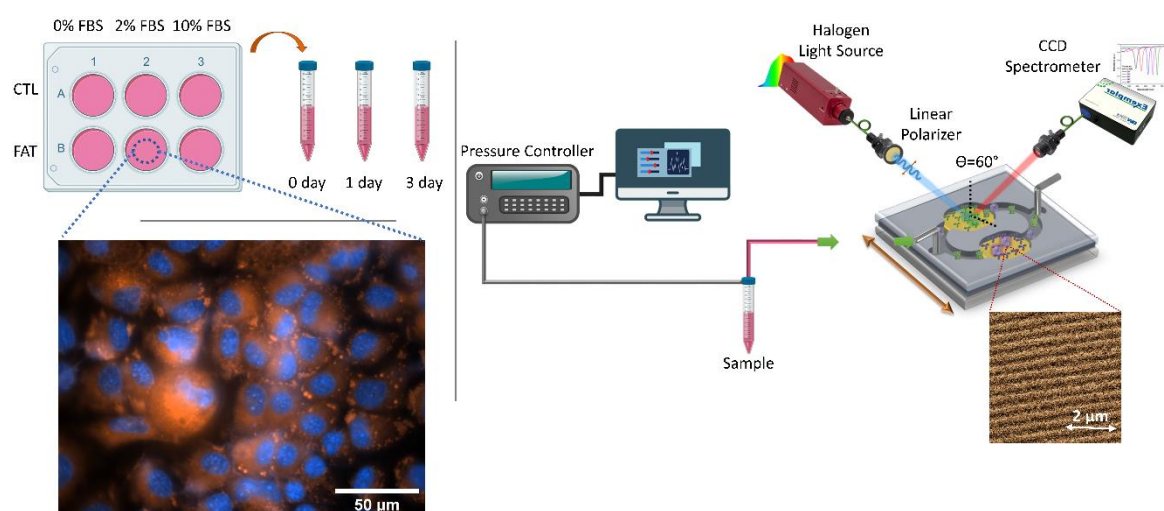 0% FBS 2% FBS 10% FBS
1 2 3
CTL A
FAT B
0 day 1 day 3 day
50 µm
Pressure Controller
Sample
Halogen
Light Source
Linear
Polarizer
CCD
Spectrometer
ϴ=60°
2 µm